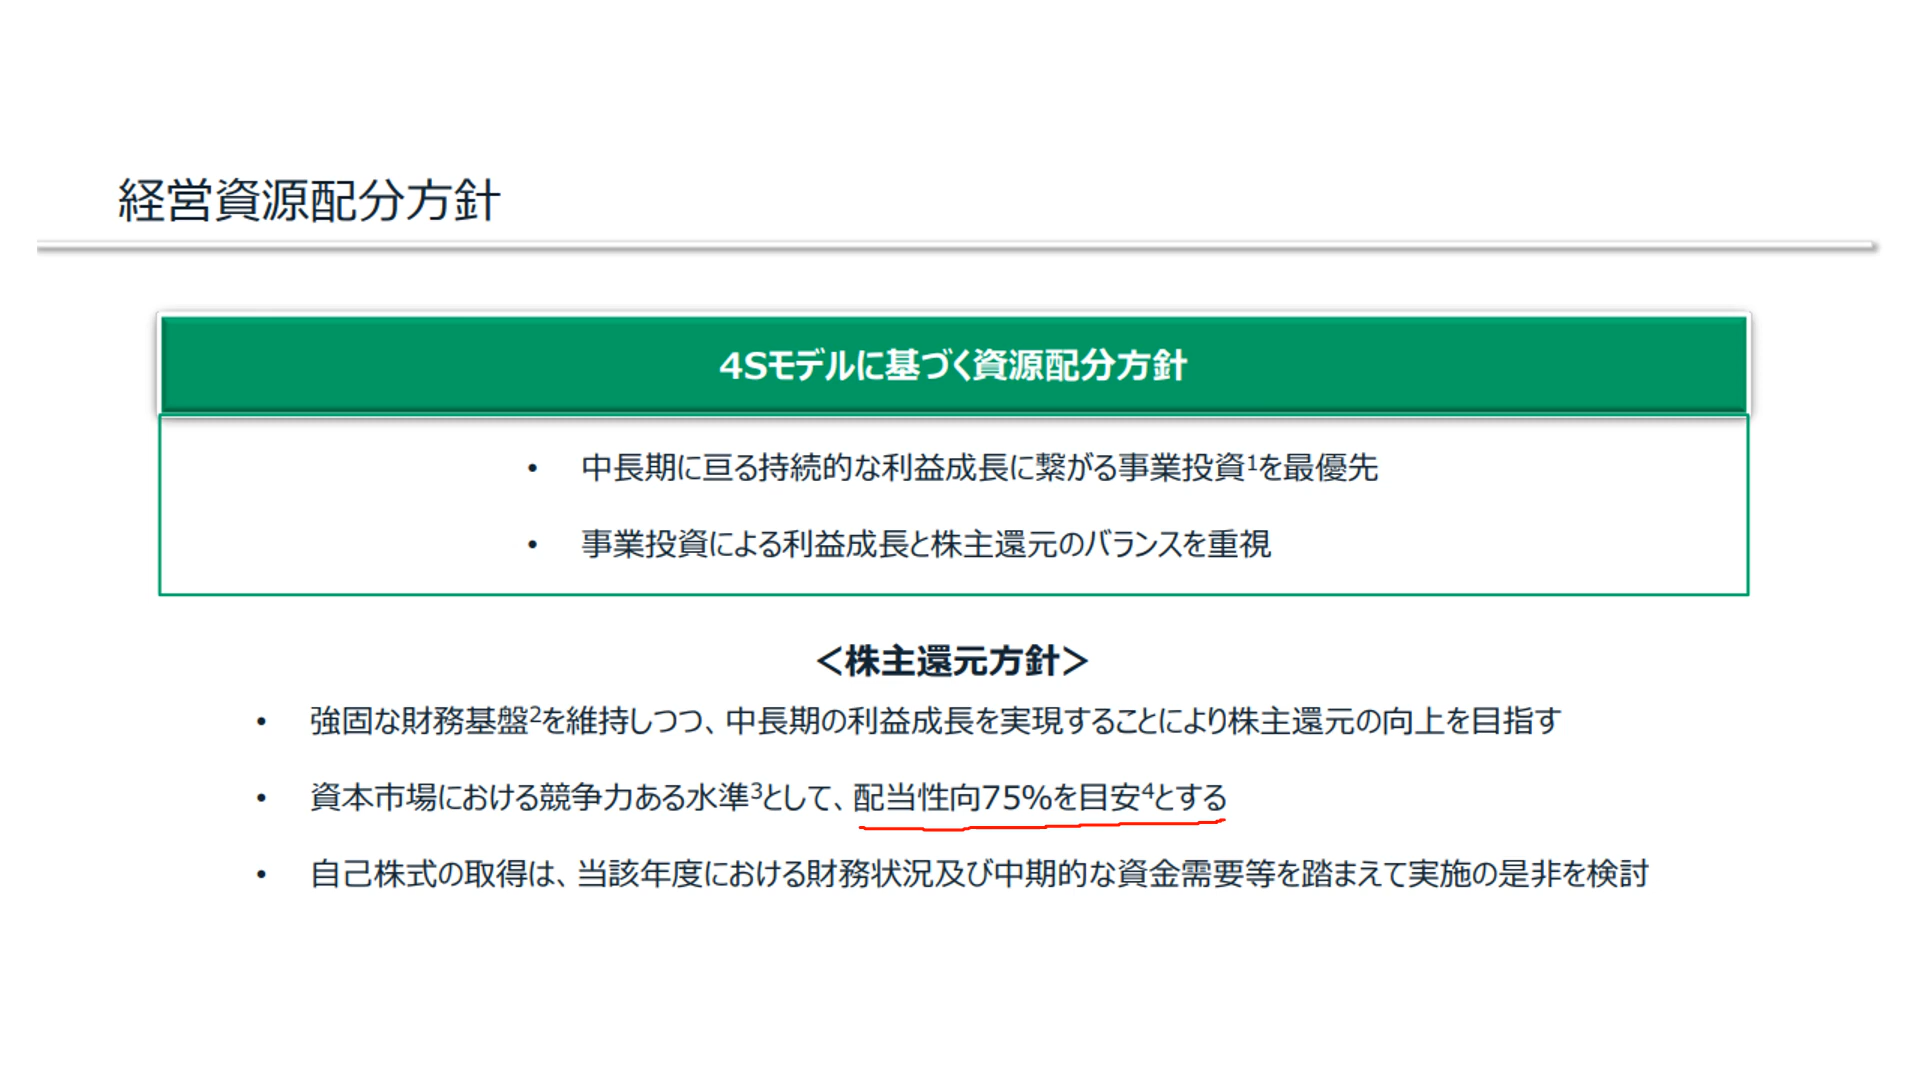 経営資源配分方針
4Sモデルに基づく資源配分方針
• 中長期に亘る持続的な利益成長に繋がる事業投資¹を最優先
• 事業投資による利益成長と株主還元のバランスを重視
＜株主還元方針＞
• 強固な財務基盤²を維持しつつ、中長期の利益成長を実現することにより株主還元の向上を目指す
• 資本市場における競争力ある水準³として、配当性向75%を目安⁴とする
• 自己株式の取得は、当該年度における財務状況及び中期的な資金需要等を踏まえて実施の是非を検討